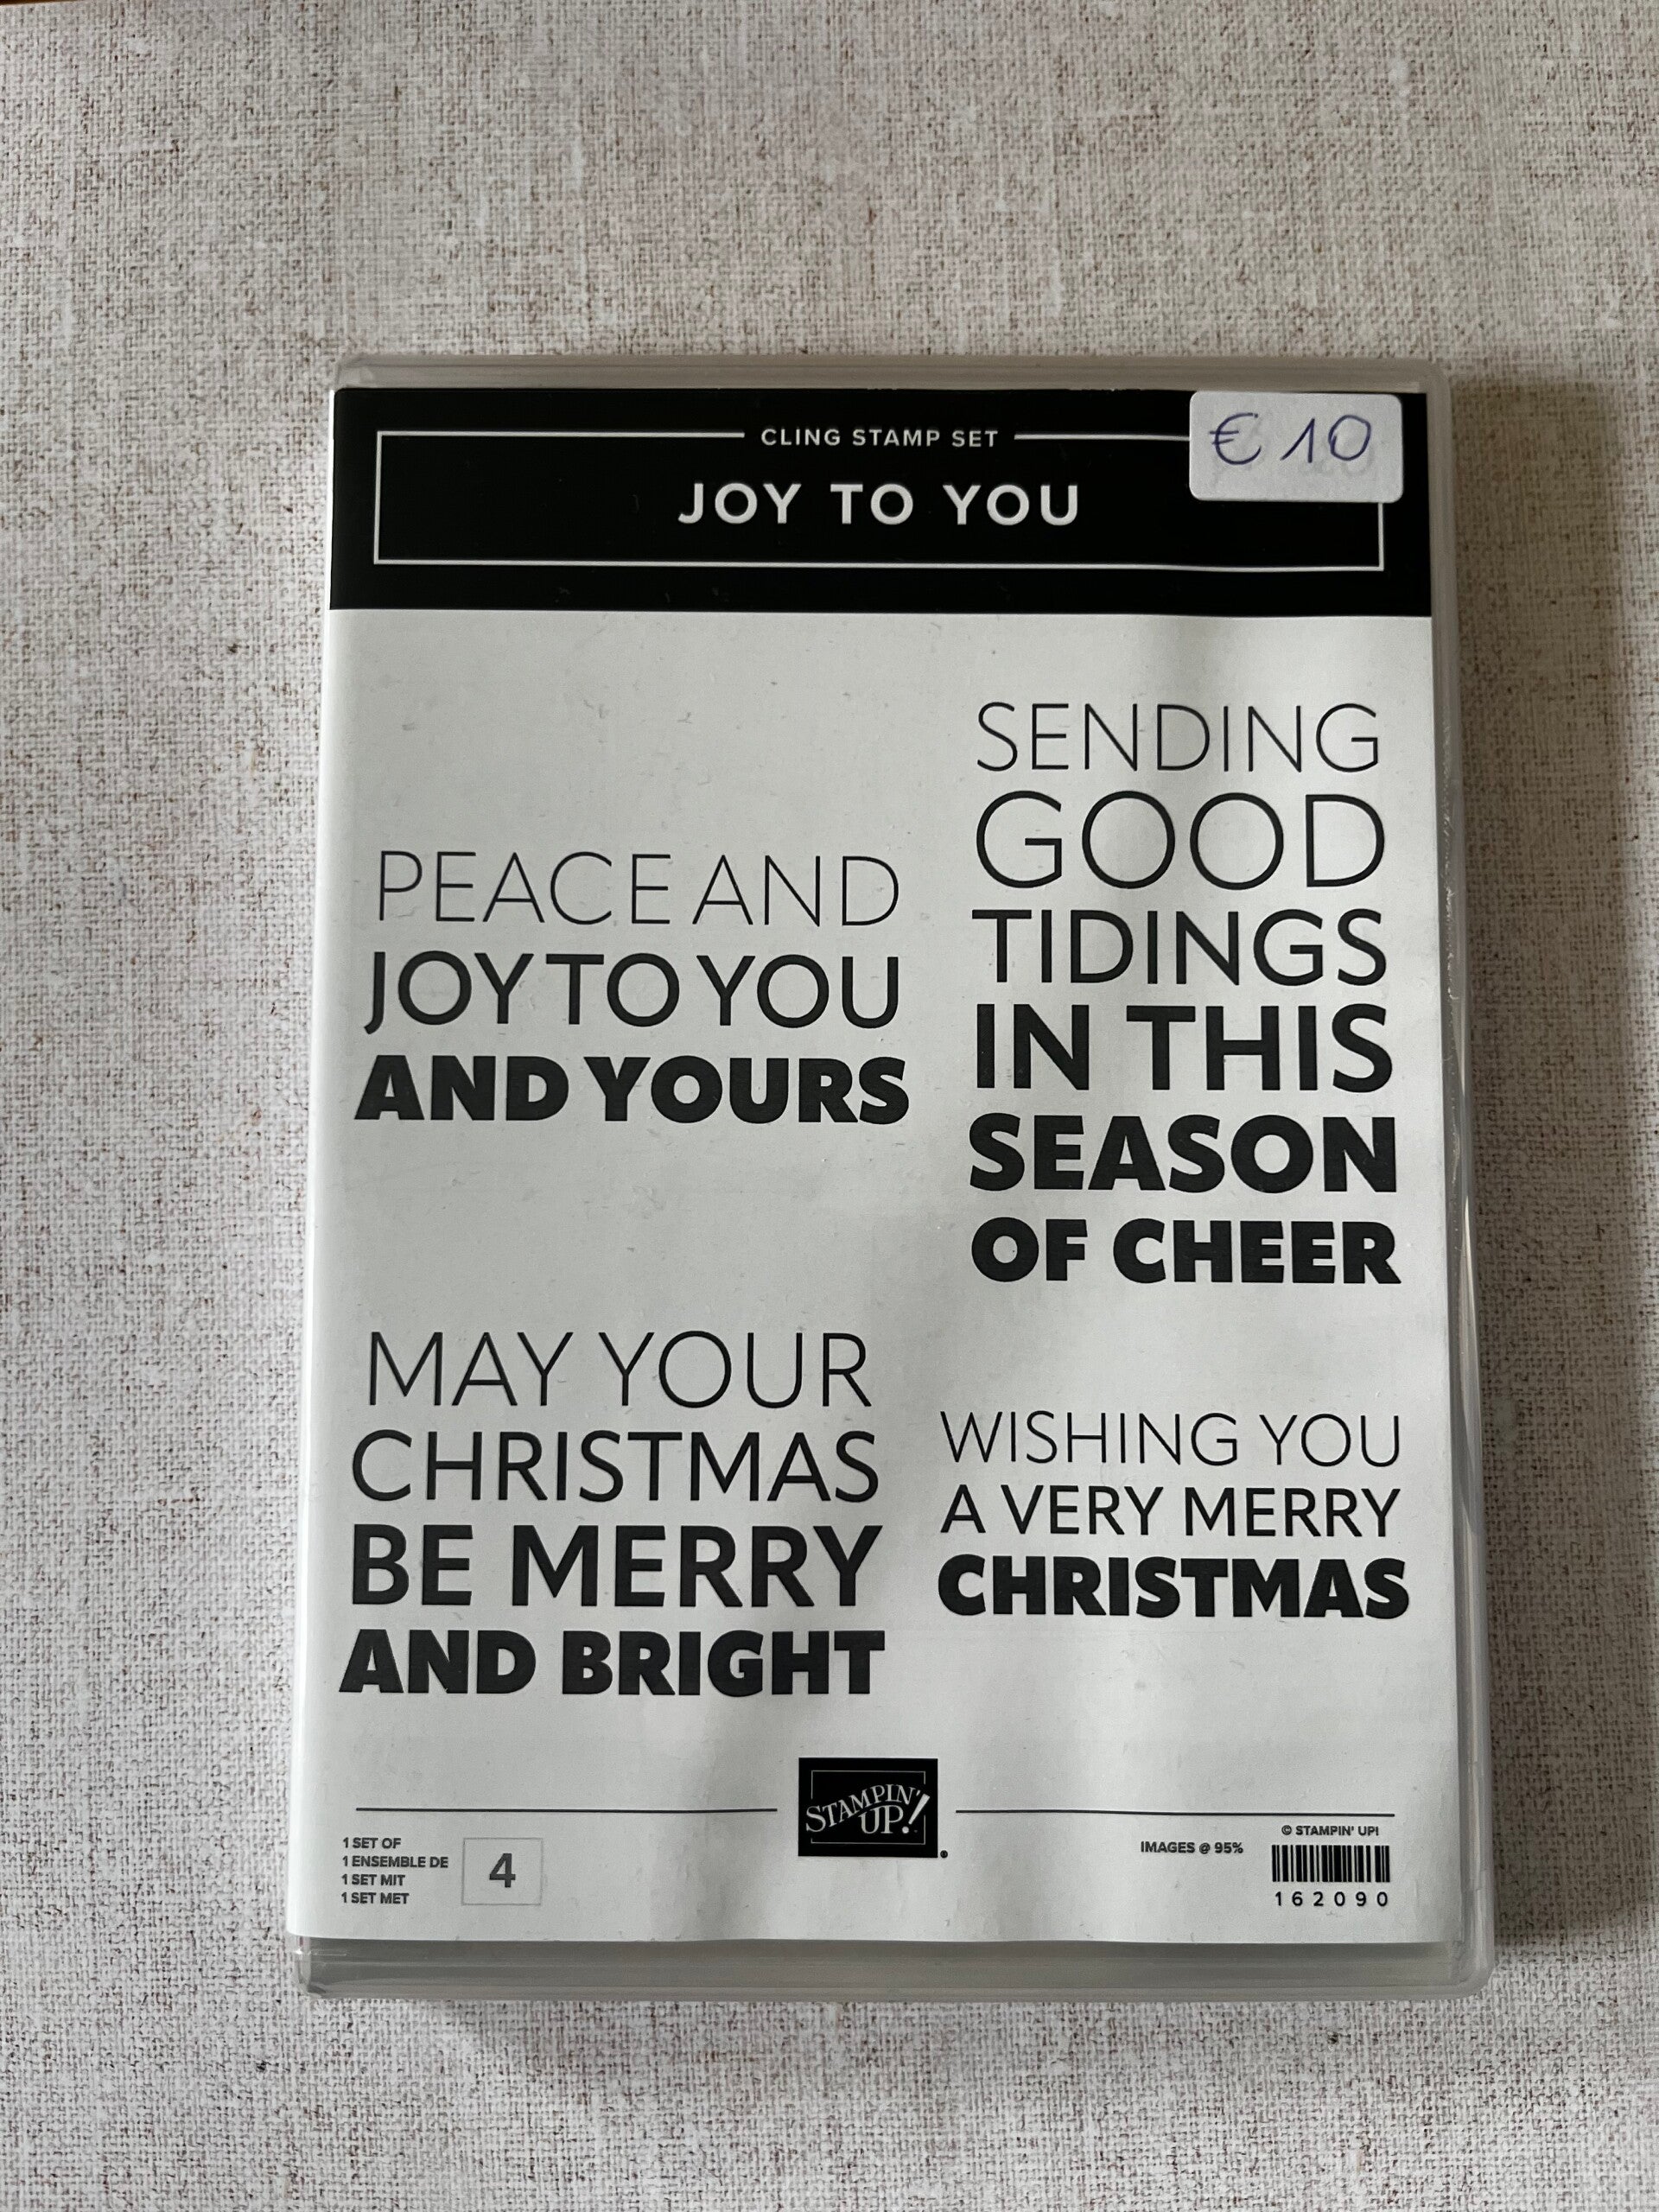 CLING STAMP SET
€ 10
JOY TO YOU
PEACE AND
JOY TO YOU
AND YOURS
SENDING
GOOD
TIDINGS
IN THIS
SEASON
OF CHEER
MAY YOUR
CHRISTMAS
BE MERRY
AND BRIGHT
WISHING YOU
A VERY MERRY
CHRISTMAS
STAMPIN'
UP!
1 SET OF
1 ENSEMBLE DE
1 SET MIT
1 SET MET
4
IMAGES @ 95%
© STAMPIN' UP!
162090